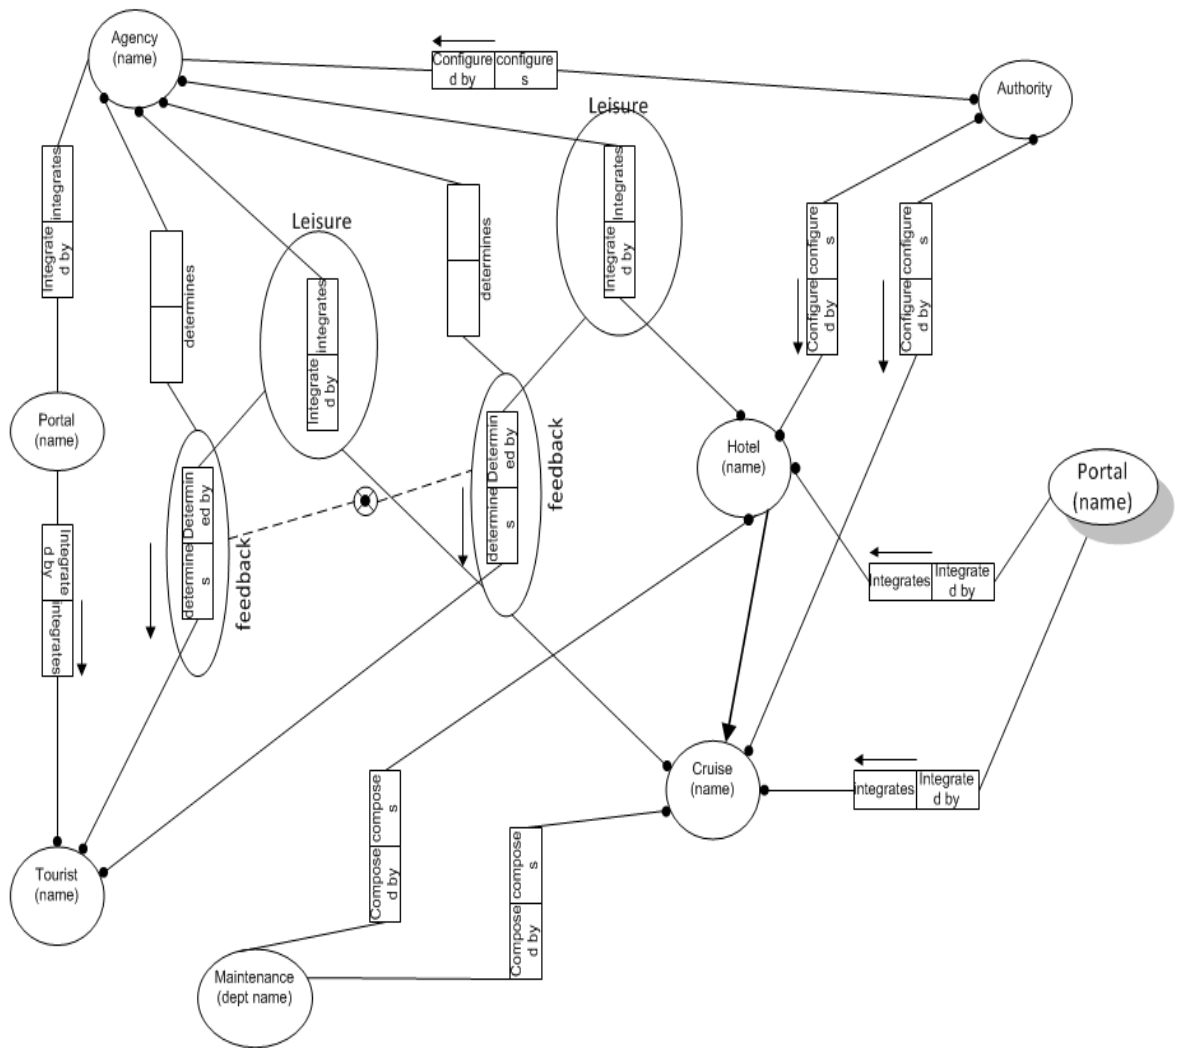 Agency
(name)
Configure
d by
configure
s
Authority
Leisure
integrates
Integrate
d by
determines
Leisure
integrates
Integrate
d by
determines
Integrates
Integrate
d by
configure
s
Configure
d by
configure
s
Configure
d by
Portal
(name)
Hotel
(name)
Portal
(name)
Determin
ed by
determine
s
feedback
Determin
ed by
determine
s
feedback
Integrate
d by
integrates
integrates
Integrate
d by
Cruise
(name)
integrates
Integrate
d by
compose
s
Compose
d by
compose
s
Compose
d by
Tourist
(name)
Maintenance
(dept name)